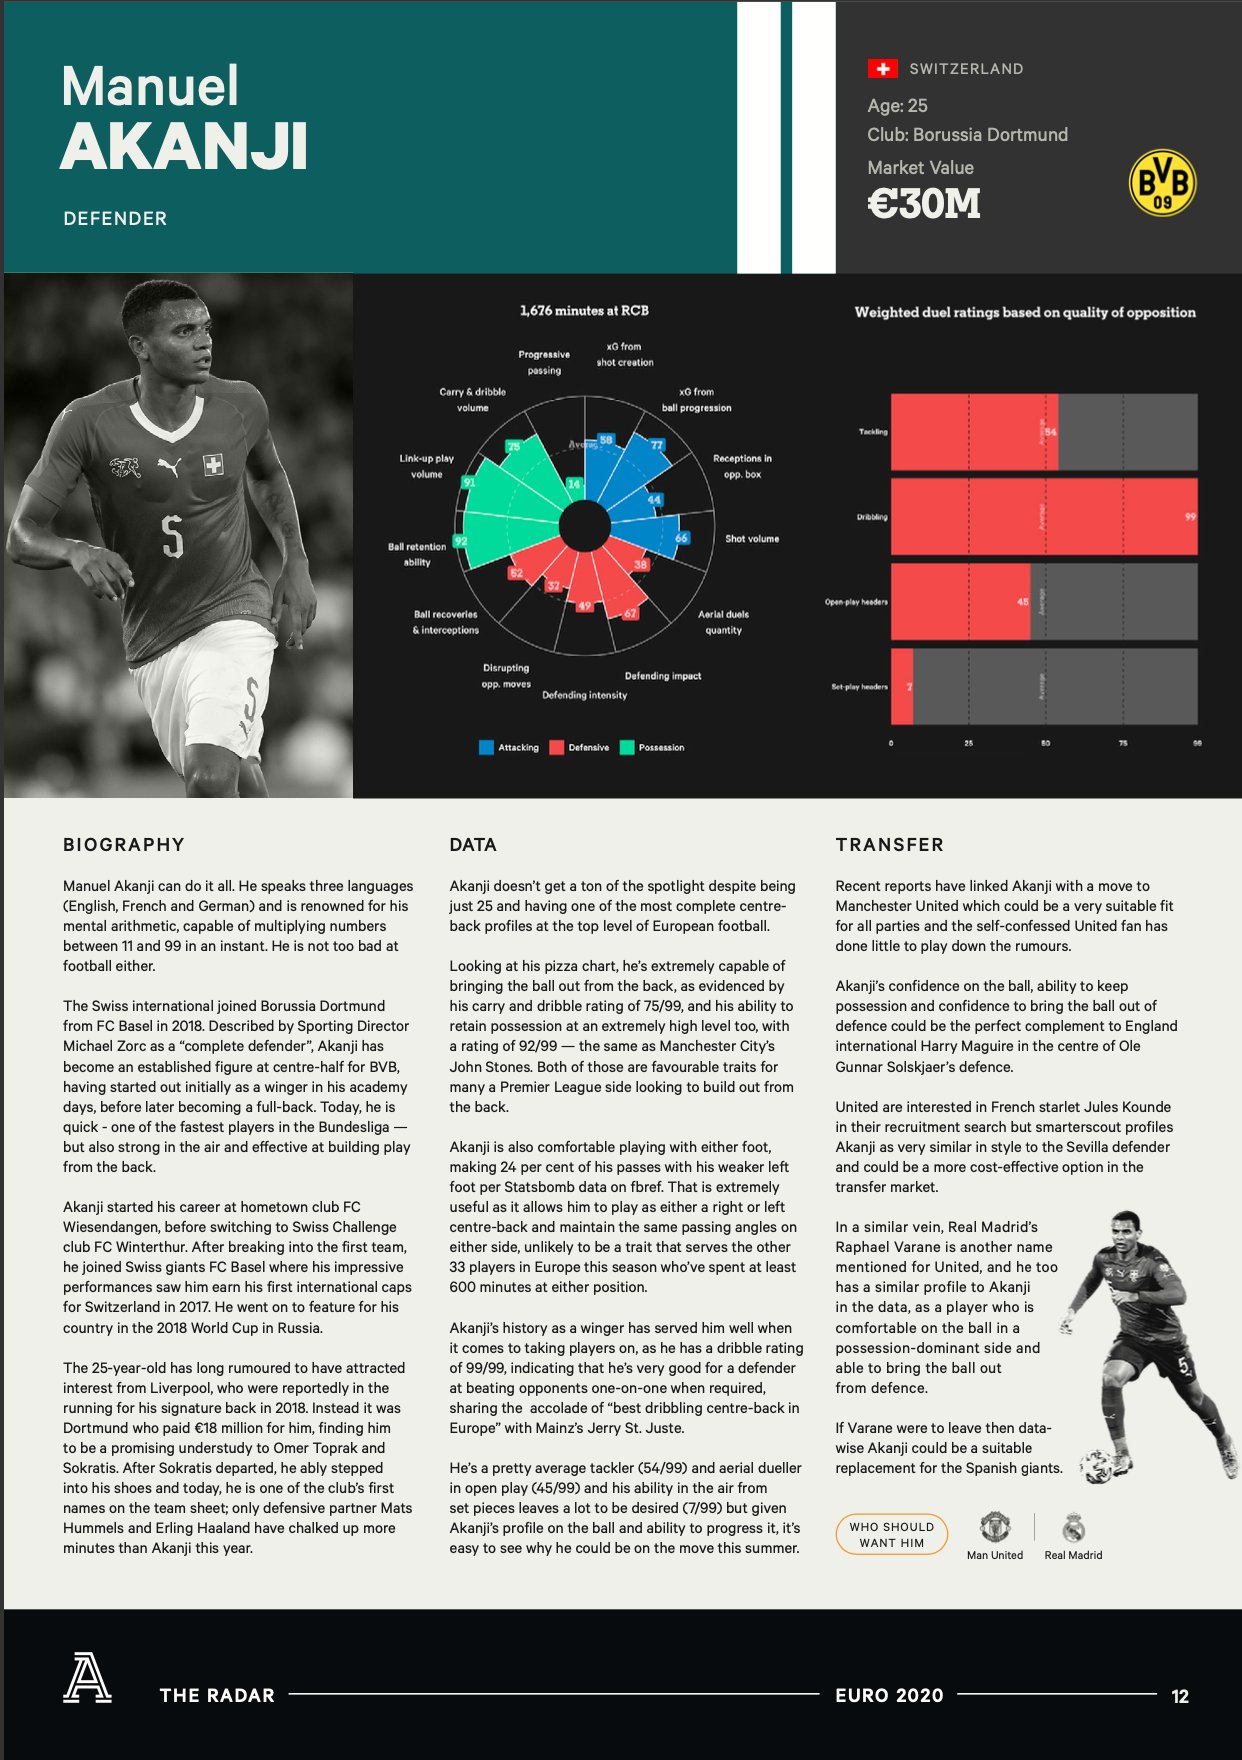 Manuel
AKANJI
DEFENDER
SWITZERLAND
Age: 25
Club: Borussia Dortmund
Market Value
€30M
BVB
09
1,676 minutes at RCB
Progressive
passing
xG from
shot creation
Carry & dribble
volume
xG from
ball progression
Link-up play
volume
Receptions in
opp. box
Ball retention
ability
Shot volume
Ball recoveries
& interceptions
Aerial duels
quantity
Disrupting
opp. moves
Defending impact
Defending intensity
Average
58
77
44
66
38
67
49
37
52
92
91
75
14
Attacking
Defensive
Possession
Weighted duel ratings based on quality of opposition
Tackling
Average
54
Dribbling
Average
99
Open-play headers
45
Average
Set-play headers
7
Average
0
25
50
75
99
S
S
BIOGRAPHY
Manuel Akanji can do it all. He speaks three languages
(English, French and German) and is renowned for his
mental arithmetic, capable of multiplying numbers
between 11 and 99 in an instant. He is not too bad at
football either.
The Swiss international joined Borussia Dortmund
from FC Basel in 2018. Described by Sporting Director
Michael Zorc as a “complete defender”, Akanji has
become an established figure at centre-half for BVB,
having started out initially as a winger in his academy
days, before later becoming a full-back. Today, he is
quick - one of the fastest players in the Bundesliga —
but also strong in the air and effective at building play
from the back.
Akanji started his career at hometown club FC
Wiesendangen, before switching to Swiss Challenge
club FC Winterthur. After breaking into the first team,
he joined Swiss giants FC Basel where his impressive
performances saw him earn his first international caps
for Switzerland in 2017. He went on to feature for his
country in the 2018 World Cup in Russia.
The 25-year-old has long rumoured to have attracted
interest from Liverpool, who were reportedly in the
running for his signature back in 2018. Instead it was
Dortmund who paid €18 million for him, finding him
to be a promising understudy to Omer Toprak and
Sokratis. After Sokratis departed, he ably stepped
into his shoes and today, he is one of the club’s first
names on the team sheet; only defensive partner Mats
Hummels and Erling Haaland have chalked up more
minutes than Akanji this year.
DATA
Akanji doesn’t get a ton of the spotlight despite being
just 25 and having one of the most complete centre-
back profiles at the top level of European football.
Looking at his pizza chart, he’s extremely capable of
bringing the ball out from the back, as evidenced by
his carry and dribble rating of 75/99, and his ability to
retain possession at an extremely high level too, with
a rating of 92/99 — the same as Manchester City’s
John Stones. Both of those are favourable traits for
many a Premier League side looking to build out from
the back.
Akanji is also comfortable playing with either foot,
making 24 per cent of his passes with his weaker left
foot per Statsbomb data on fbref. That is extremely
useful as it allows him to play as either a right or left
centre-back and maintain the same passing angles on
either side, unlikely to be a trait that serves the other
33 players in Europe this season who’ve spent at least
600 minutes at either position.
Akanji’s history as a winger has served him well when
it comes to taking players on, as he has a dribble rating
of 99/99, indicating that he’s very good for a defender
at beating opponents one-on-one when required,
sharing the accolade of “best dribbling centre-back in
Europe” with Mainz’s Jerry St. Juste.
He’s a pretty average tackler (54/99) and aerial dueller
in open play (45/99) and his ability in the air from
set pieces leaves a lot to be desired (7/99) but given
Akanji’s profile on the ball and ability to progress it, it’s
easy to see why he could be on the move this summer.
TRANSFER
Recent reports have linked Akanji with a move to
Manchester United which could be a very suitable fit
for all parties and the self-confessed United fan has
done little to play down the rumours.
Akanji’s confidence on the ball, ability to keep
possession and confidence to bring the ball out of
defence could be the perfect complement to England
international Harry Maguire in the centre of Ole
Gunnar Solskjaer’s defence.
United are interested in French starlet Jules Kounde
in their recruitment search but smarterscout profiles
Akanji as very similar in style to the Sevilla defender
and could be a more cost-effective option in the
transfer market.
In a similar vein, Real Madrid’s
Raphael Varane is another name
mentioned for United, and he too
has a similar profile to Akanji
in the data, as a player who is
comfortable on the ball in a
possession-dominant side and
able to bring the ball out
from defence.
If Varane were to leave then data-
wise Akanji could be a suitable
replacement for the Spanish giants.
5
WHO SHOULD
WANT HIM
Man United
Real Madrid
A
THE RADAR
EURO 2020
12